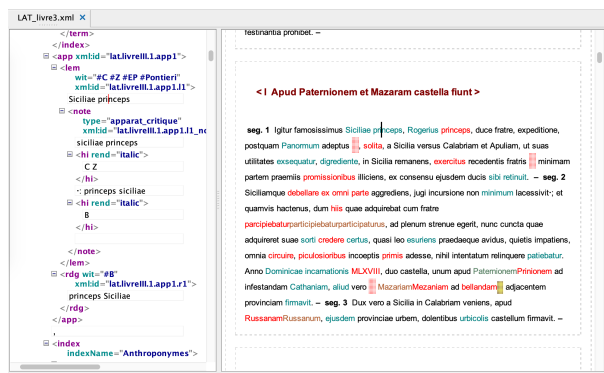 LAT_livre3.xml ×
</term>
</index>
<app xml:id="lat.livreIII.1.app1">
<lem
wit="#C #Z #EP #Pontieri"
xml:id="lat.livreIII.1.app1.l1">
Siciliae princeps
<note
type="apparat_critique"
xml:id="lat.livreIII.1.app1.l1_no
siciliae princeps
<hi rend="italic">
C Z
</hi>
·: princeps siciliae
<hi rend="italic">
B
</hi>
</note>
</lem>
<rdg wit="#B"
xml:id="lat.livreIII.1.app1.r1">
princeps Siciliae
</rdg>
</app>
,
<index
indexName="Anthroponymes">
festinantia prohibet. –
< I Apud Paternionem et Mazaram castella fiunt >
seg. 1 Igitur famosissimus Siciliae princeps, Rogerius princeps, duce fratre, expeditione,
postquam Panormum adeptus , solita, a Sicilia versus Calabriam et Apuliam, ut suas
utilitates exsequatur, digrediente, in Sicilia remanens, exercitus recedentis fratris minimam
partem praemiis promissionibus illiciens, ex consensu ejusdem ducis sibi retinuit. – seg. 2
Siciliamque debellare ex omni parte aggrediens, jugi incursione non minimum lacessivit·; et
quamvis hactenus, dum hiis quae adquirebat cum fratre
parcipiebaturparticipiebaturparticipaturus, ad plenum strenue egerit, nunc cuncta quae
adquireret suae sorti credere certus, quasi leo esuriens praedaeque avidus, quietis impatiens,
omnia circuire, piculosioribus inceptis primis adesse, nihil intentatum relinquere patiebatur.
Anno Dominicae incarnationis MLXVIII, duo castella, unum apud PaternionemPrinionem ad
infestandam Cathaniam, aliud vero MazariamMezaniam ad bellandam adjacentem
provinciam firmavit. – seg. 3 Dux vero a Sicilia in Calabriam veniens, apud
RussanamRussanum, ejusdem provinciae urbem, dolentibus urbicolis castellum firmavit. –